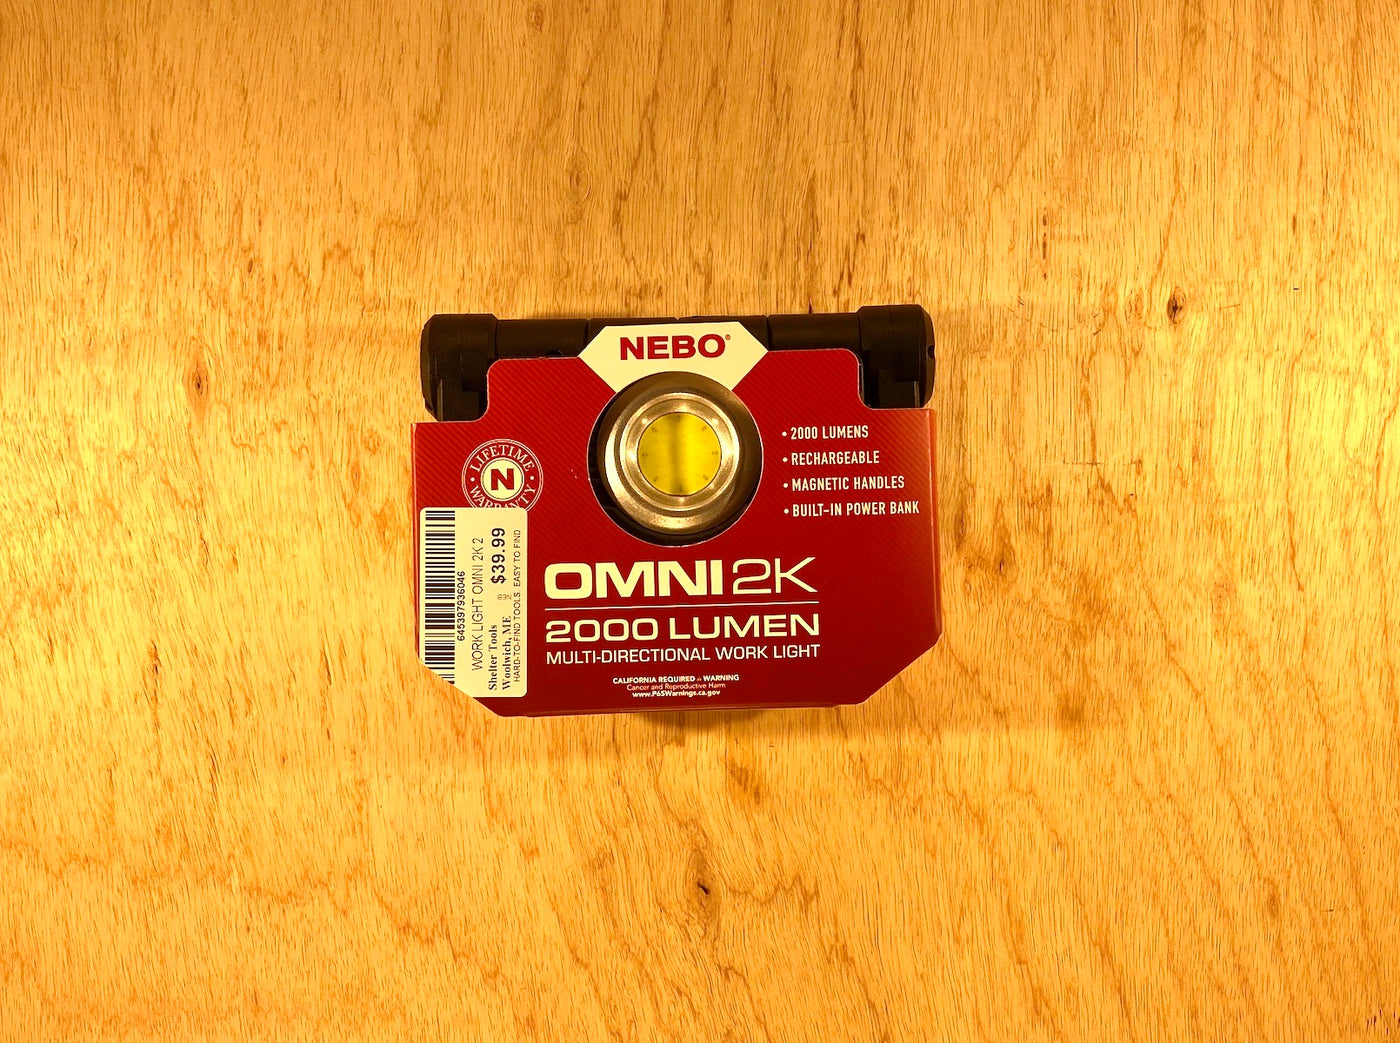 NEBO®
• 2000 LUMENS
• RECHARGEABLE
• MAGNETIC HANDLES
• BUILT-IN POWER BANK
• LIFETIME •
N
WARRANTY
OMNI 2K
2000 LUMEN
MULTI-DIRECTIONAL WORK LIGHT
CALIFORNIA REQUIRED WARNING
Cancer and Reproductive Harm
www.P65Warnings.ca.gov
645397936046
WORK LIGHT OMNI 2K 2
$39.99
Shelter Tools
Woolwich, ME
HARD-TO-FIND TOOLS. EASY TO FIND